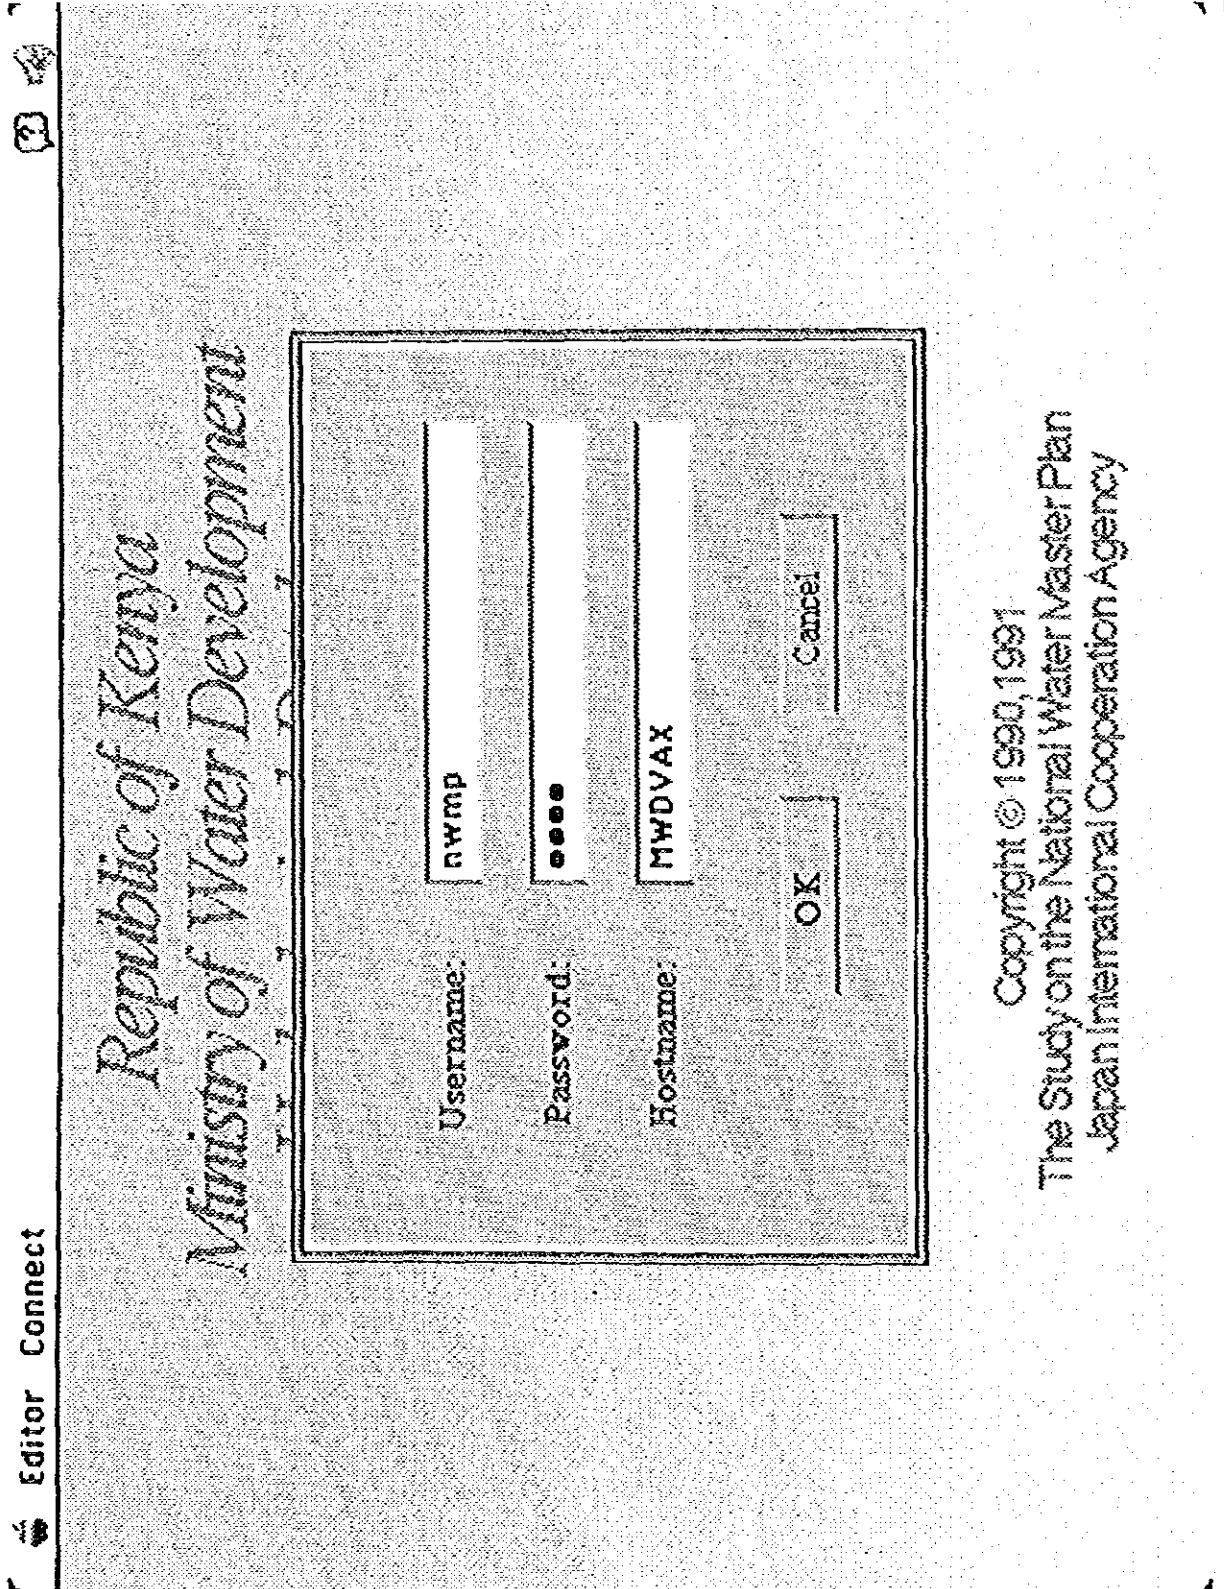 Editor Connect
Republic of Kenya
Ministry of Water Development
Username: nwmp
Password: ●●●●
Hostname: MWDVAX
OK Cancel
Copyright © 1990,1991
The Study on the National Water Master Plan
Japan International Cooperation Agency